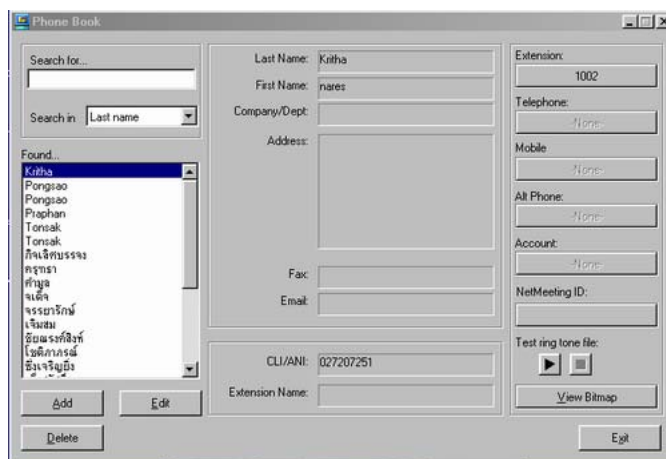 Phone Book
Search for...
Search in
Last name
Found...
Kritha
Pongsao
Pongsao
Praphan
Tonsak
Tonsak
กิจเจิศบรรจง
ครุฑธา
คำมูล
จเด็จ
จรรยารักษ์
เจิมสม
ชัยณรงค์สิงห์
โชติภาภรณ์
ซึ่งเจริญยิ่ง
Add
Edit
Delete
Last Name:
Kritha
First Name:
nares
Company/Dept:
Address:
Fax:
Email:
CLI/ANI:
027207251
Extension Name:
Extension:
1002
Telephone:
-None-
Mobile
-None-
Alt Phone:
-None-
Account:
-None-
NetMeeting ID:
Test ring tone file:
View Bitmap
Exit